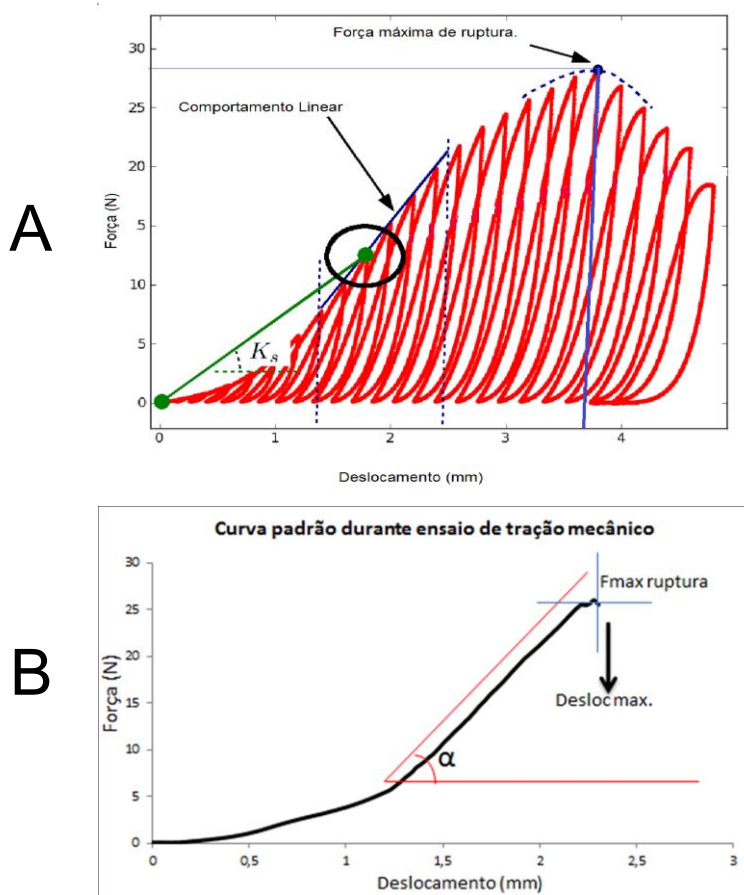 A
Força máxima de ruptura.
Comportamento Linear
Força (N)
30
25
20
5
10
5
0
K_s
0
1
2
3
4
Deslocamento (mm)
B
Curva padrão durante ensaio de tração mecânico
Força (N)
30
25
20
15
10
5
0
Fmax ruptura
Desloc max.
α
0
0,5
1
1,5
2
2,5
3
Deslocamento (mm)